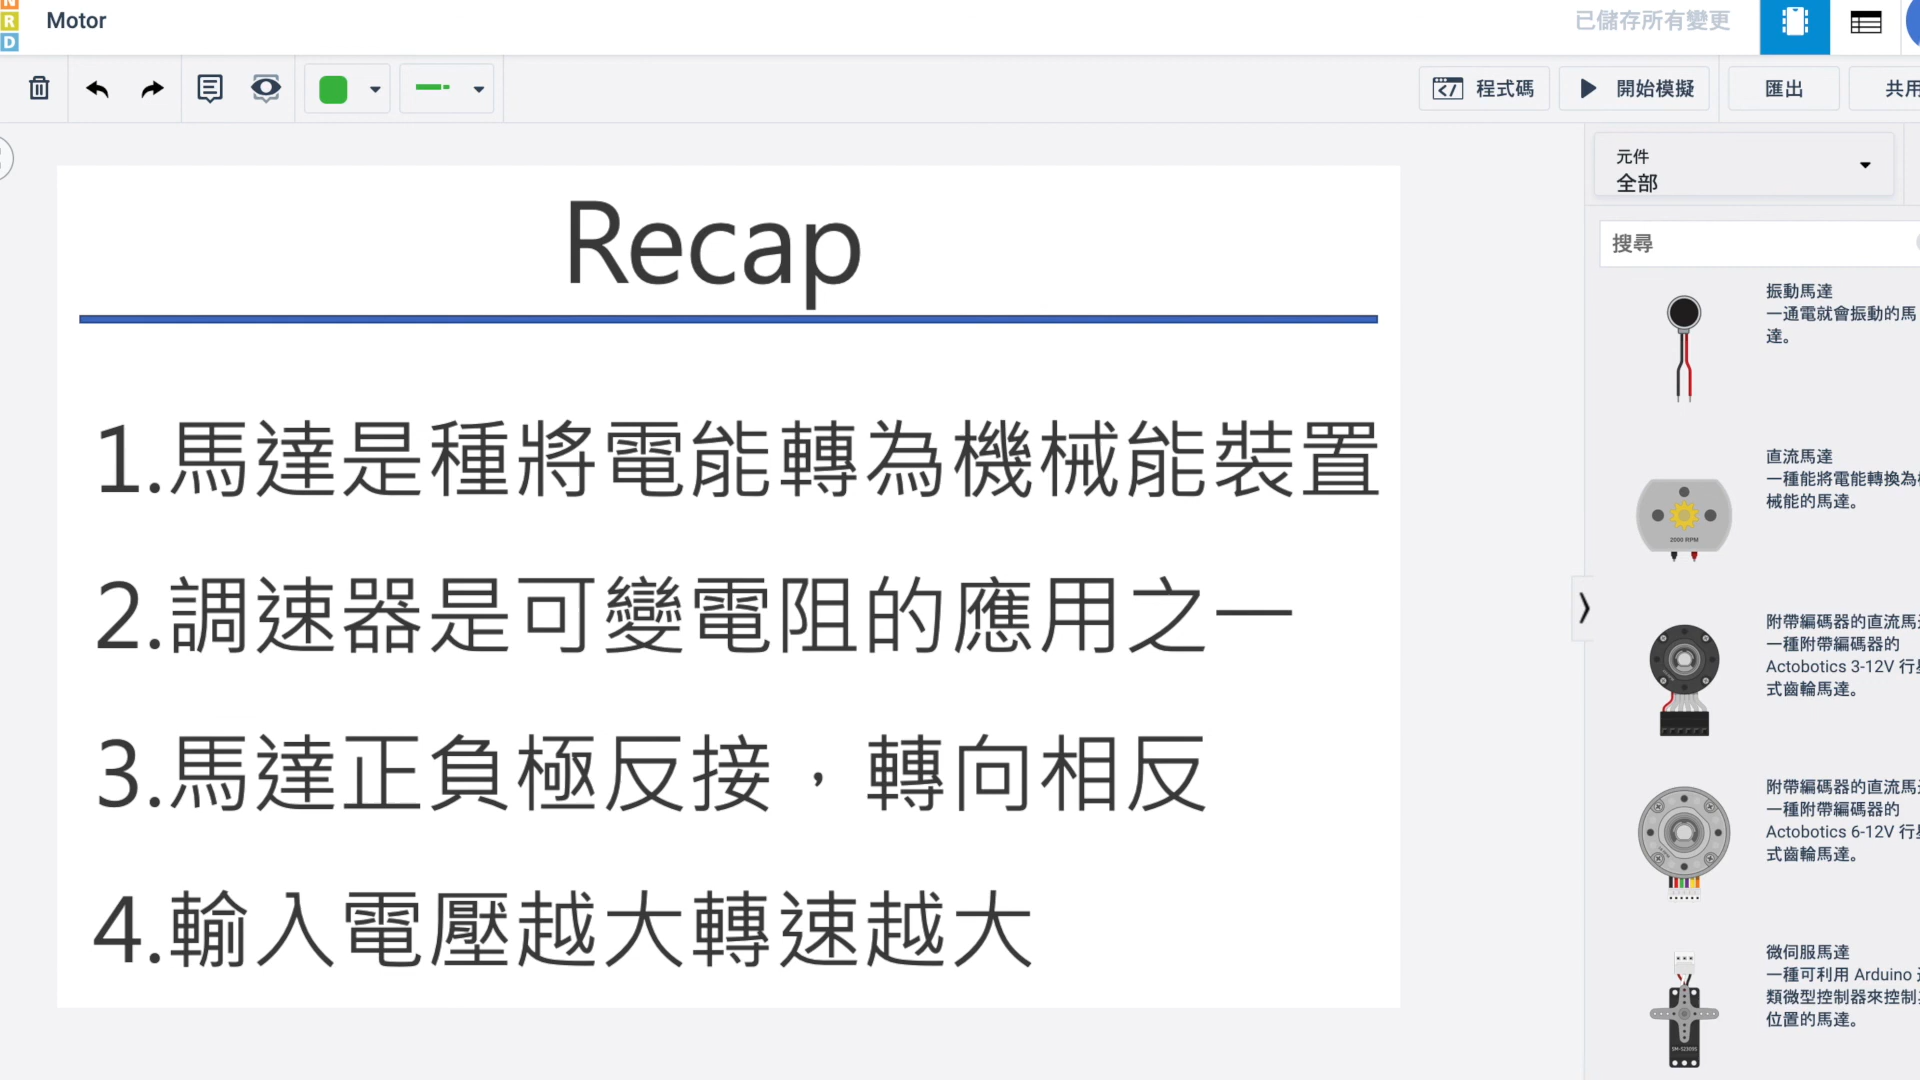 N
R
D
Motor
已儲存所有變更
程式碼
開始模擬
匯出
共用
元件
全部
搜尋
Recap
1.馬達是種將電能轉為機械能裝置
2.調速器是可變電阻的應用之一
3.馬達正負極反接，轉向相反
4.輸入電壓越大轉速越大
振動馬達
一通電就會振動的馬
達。
直流馬達
一種能將電能轉換為
械能的馬達。
2000 RPM
附帶編碼器的直流馬
一種附帶編碼器的
Actobotics 3-12V 行
式齒輪馬達。
附帶編碼器的直流馬
一種附帶編碼器的
Actobotics 6-12V 行
式齒輪馬達。
微伺服馬達
一種可利用 Arduino
類微型控制器來控制
位置的馬達。